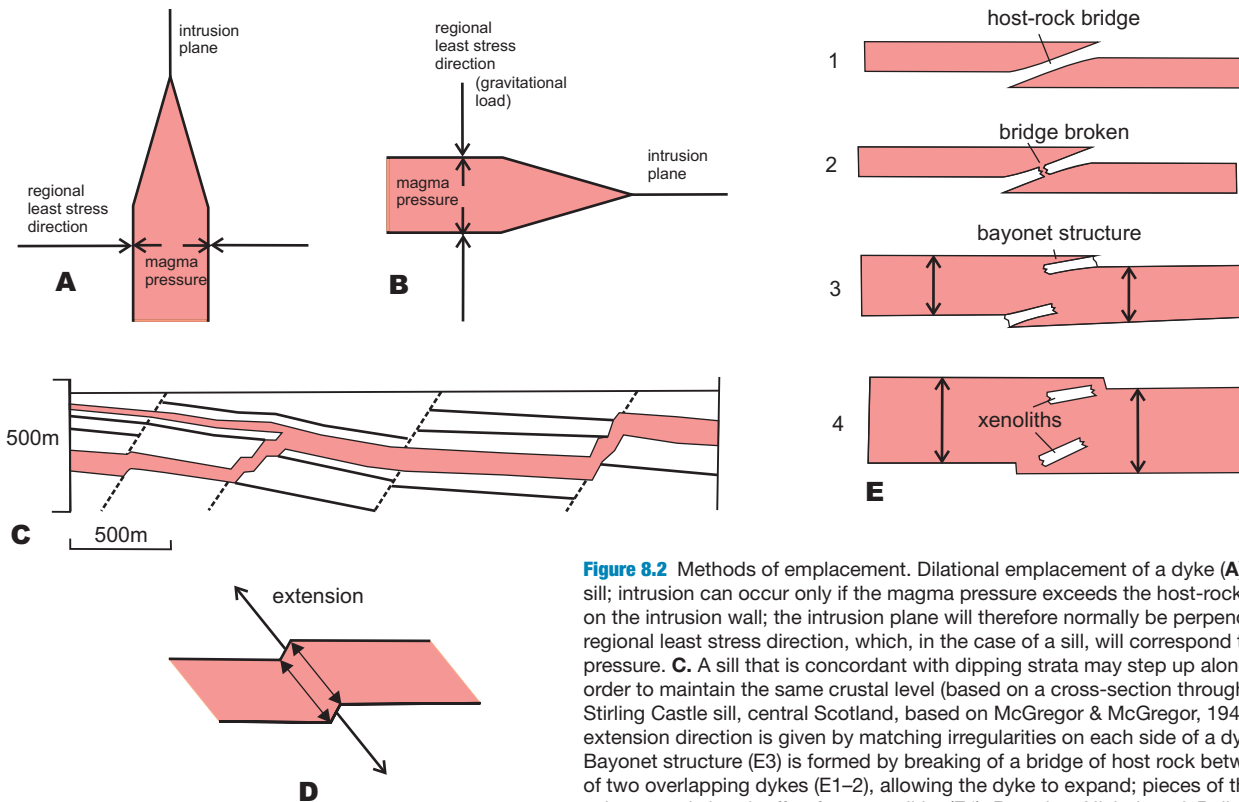 intrusion
plane
regional
least stress
direction
magma
pressure
A
regional
least stress
direction
(gravitational
load)
magma
pressure
intrusion
plane
B
host-rock bridge
1
bridge broken
2
bayonet structure
3
4
xenoliths
E
500m
C
500m
extension
D
Figure 8.2 Methods of emplacement. Dilational emplacement of a dyke (A)
sill; intrusion can occur only if the magma pressure exceeds the host-rock
on the intrusion wall; the intrusion plane will therefore normally be perpend
regional least stress direction, which, in the case of a sill, will correspond t
pressure. C. A sill that is concordant with dipping strata may step up alon
order to maintain the same crustal level (based on a cross-section through
Stirling Castle sill, central Scotland, based on McGregor & McGregor, 194
extension direction is given by matching irregularities on each side of a dy
Bayonet structure (E3) is formed by breaking of a bridge of host rock betw
of two overlapping dykes (E1–2), allowing the dyke to expand; pieces of th